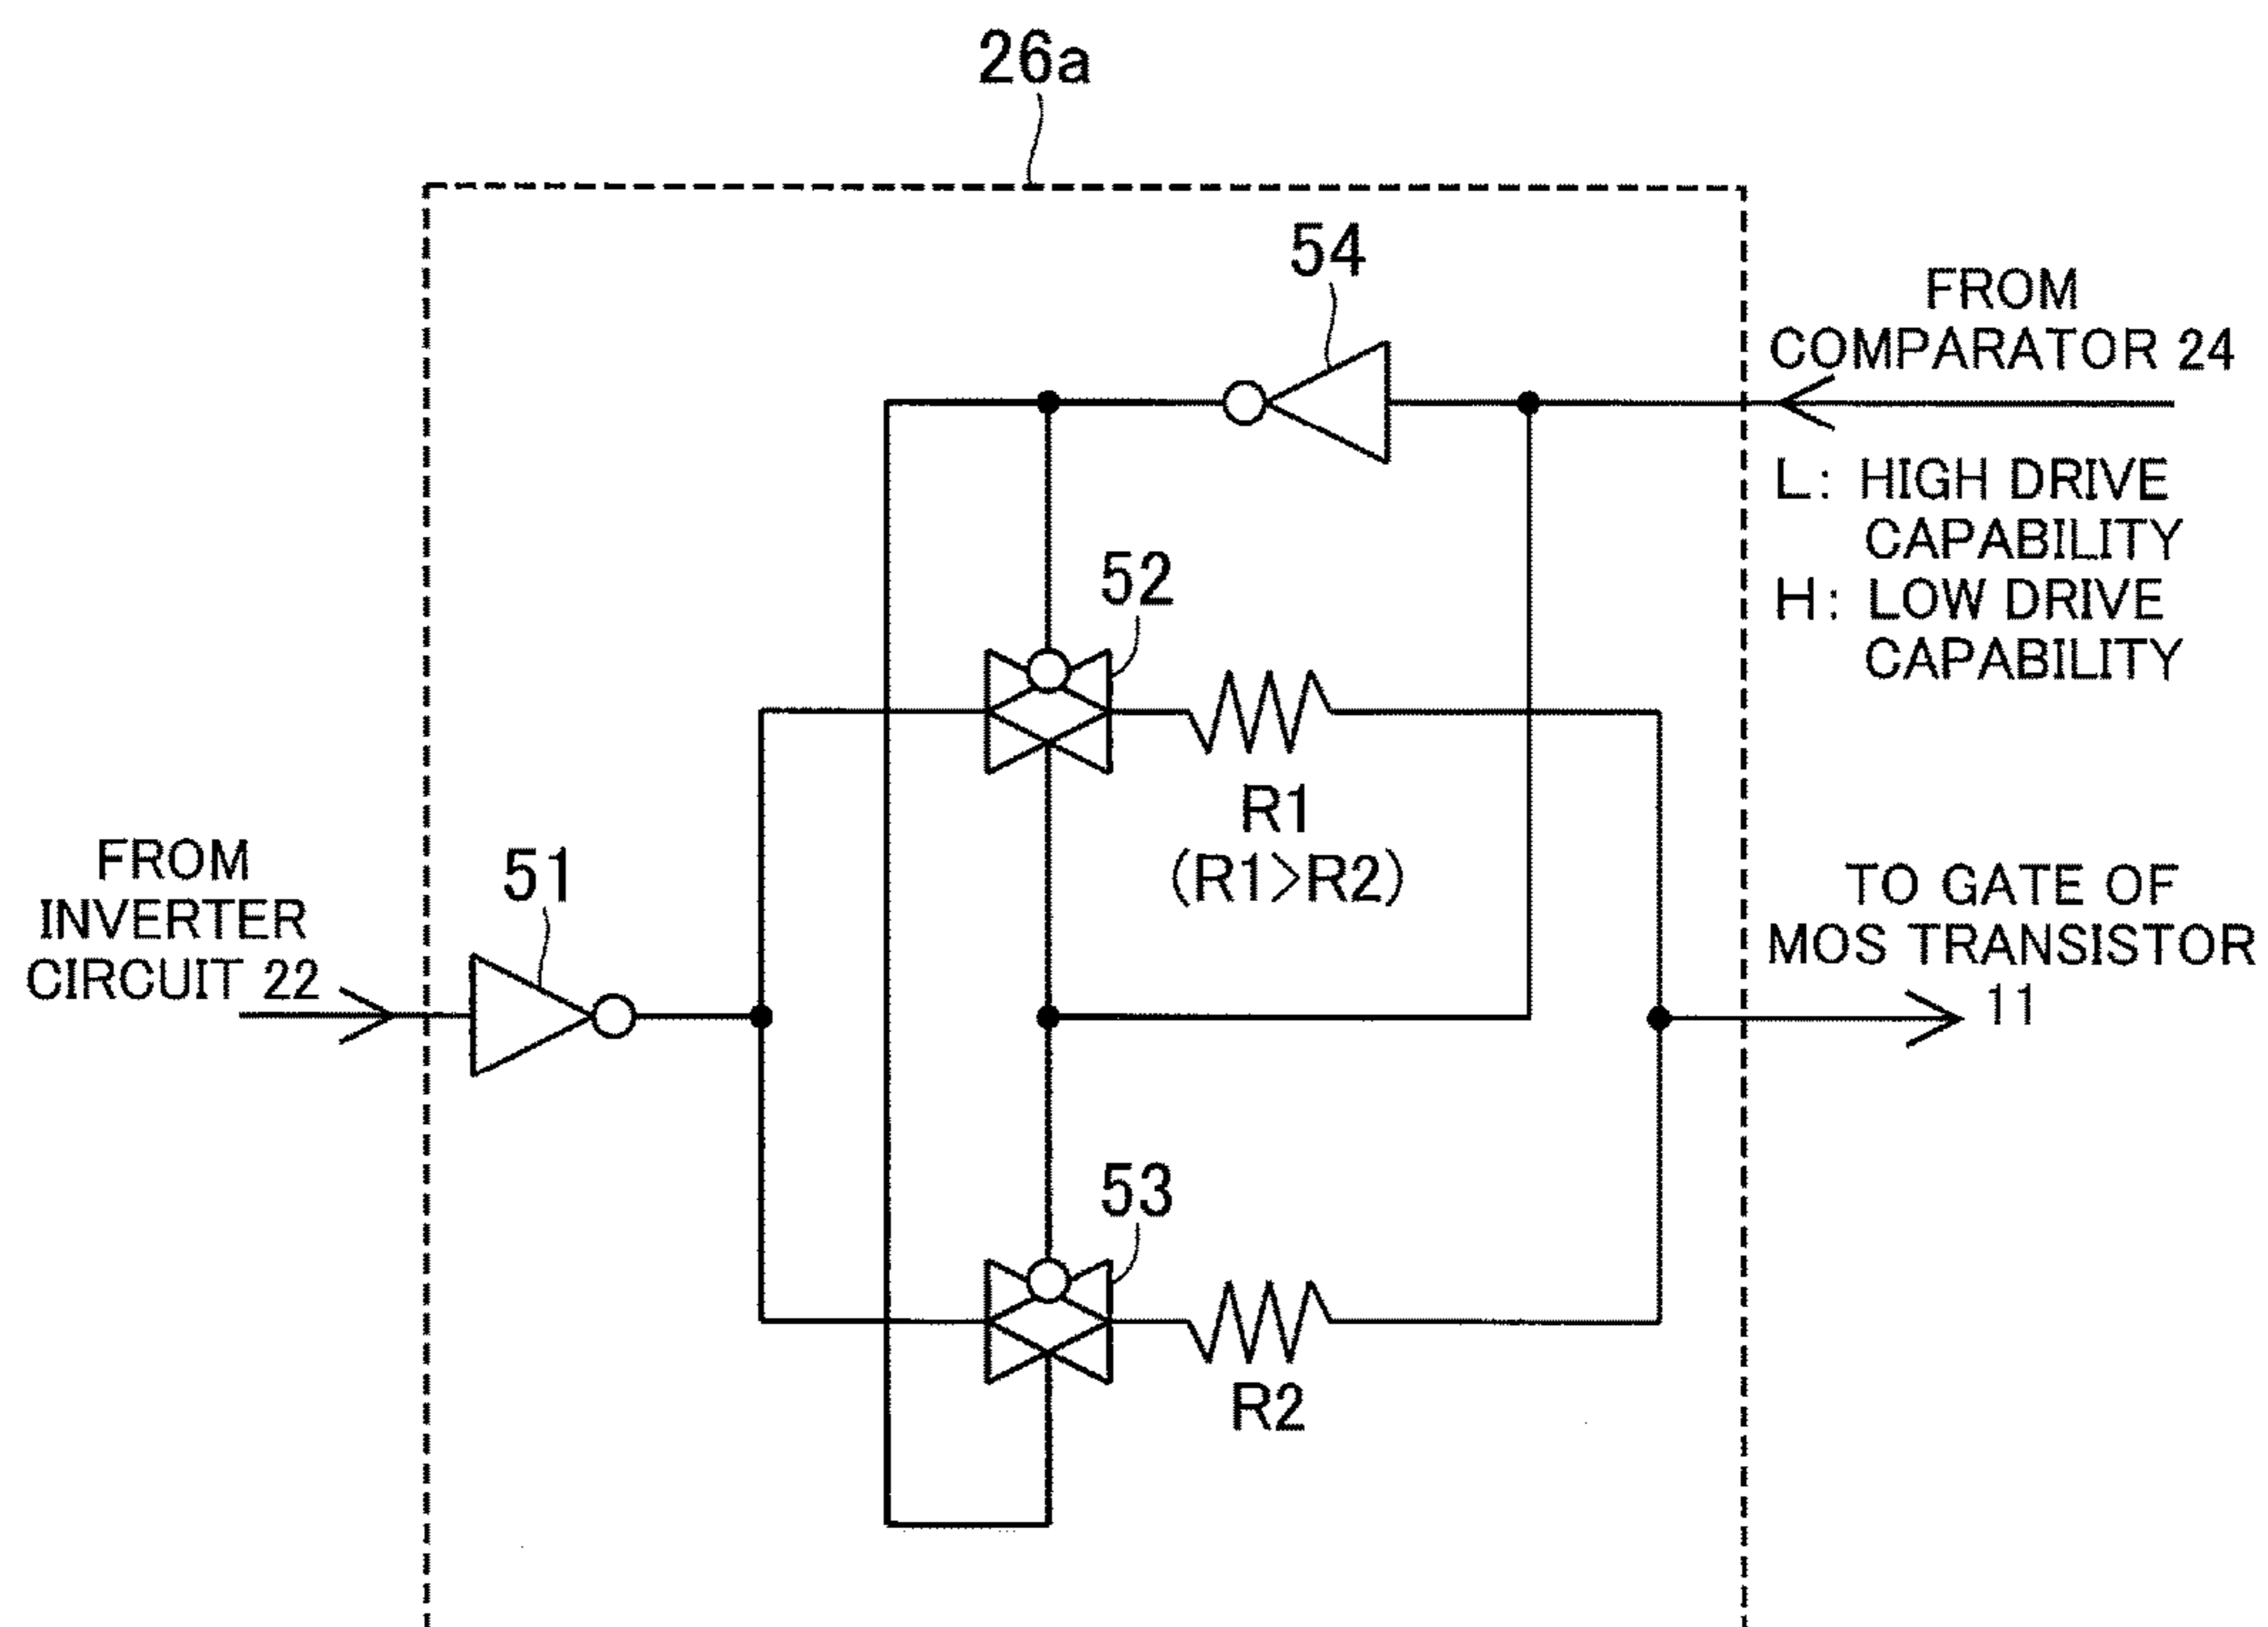 26a
54
FROM
COMPARATOR 24
L: HIGH DRIVE
CAPABILITY
H: LOW DRIVE
CAPABILITY
52
R1
(R1>R2)
FROM
INVERTER
CIRCUIT 22
51
TO GATE OF
MOS TRANSISTOR
11
53
R2